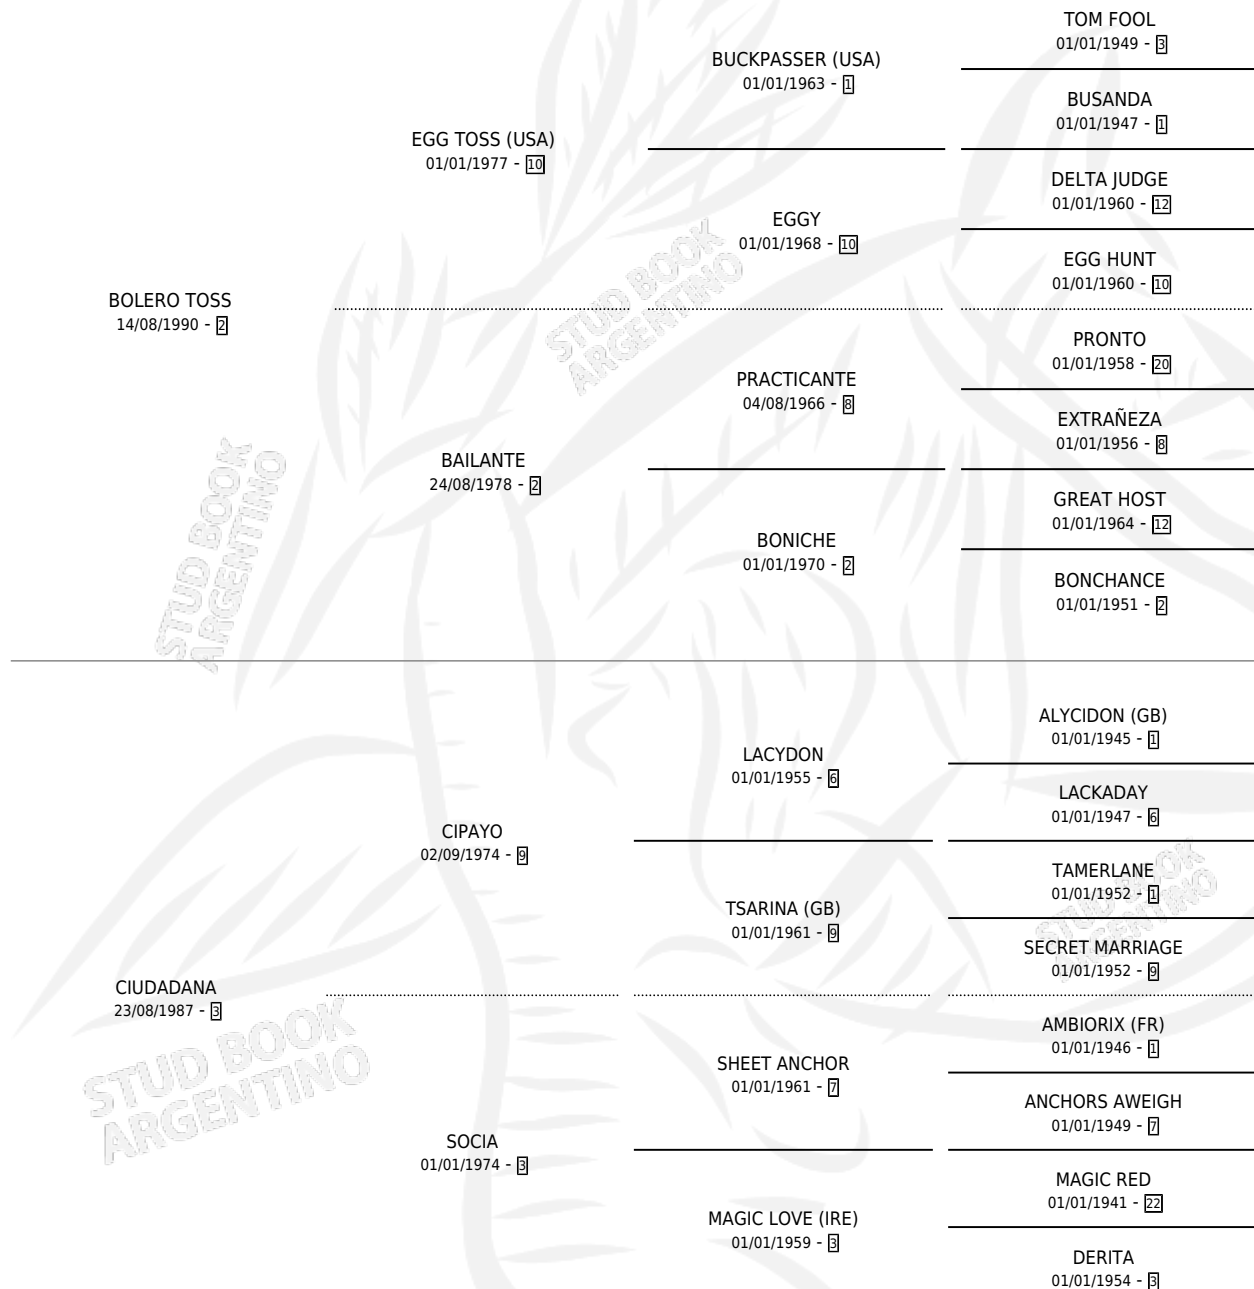 BOLERO TOSS
14/08/1990 - 2
EGG TOSS (USA)
01/01/1977 - 10
BUCKPASSER (USA)
01/01/1963 - 1
TOM FOOL
01/01/1949 - 3
BUSANDA
01/01/1947 - 1
EGGY
01/01/1968 - 10
DELTA JUDGE
01/01/1960 - 12
EGG HUNT
01/01/1960 - 10
BAILANTE
24/08/1978 - 2
PRACTICANTE
04/08/1966 - 8
PRONTO
01/01/1958 - 20
EXTRAÑEZA
01/01/1956 - 8
BONICHE
01/01/1970 - 2
GREAT HOST
01/01/1964 - 12
BONCHANCE
01/01/1951 - 2
CIUDADANA
23/08/1987 - 3
CIPAYO
02/09/1974 - 9
LACYDON
01/01/1955 - 6
ALYCIDON (GB)
01/01/1945 - 1
LACKADAY
01/01/1947 - 6
TSARINA (GB)
01/01/1961 - 9
TAMERLANE
01/01/1952 - 1
SECRET MARRIAGE
01/01/1952 - 9
SOCIA
01/01/1974 - 3
SHEET ANCHOR
01/01/1961 - 7
AMBIORIX (FR)
01/01/1946 - 1
ANCHORS AWEIGH
01/01/1949 - 7
MAGIC LOVE (IRE)
01/01/1959 - 3
MAGIC RED
01/01/1941 - 22
DERITA
01/01/1954 - 3
STUD BOOK
ARGENTINO
STUD BOOK
ARGENTINO
STUD BOOK
ARGENTINO
STUD BOOK
ARGENTINO